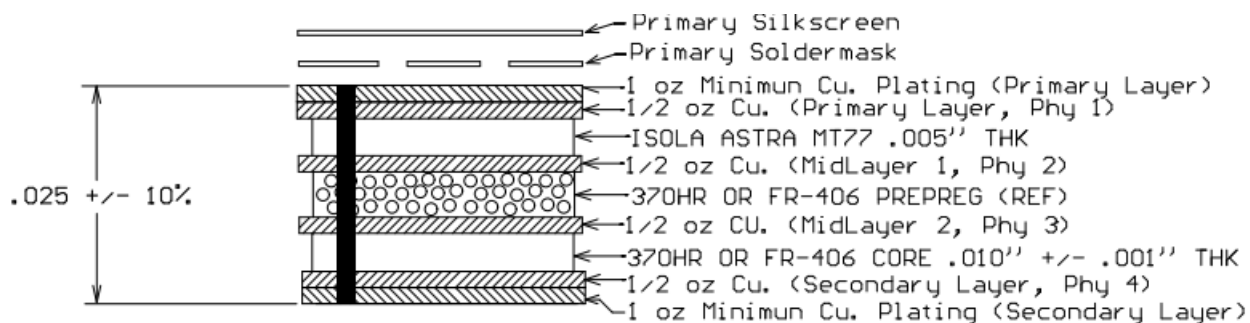 Primary Silkscreen
Primary Soldermask
1 oz Minimun Cu. Plating (Primary Layer)
1/2 oz Cu. (Primary Layer, Phy 1)
ISOLA ASTRA MT77 .005" THK
1/2 oz Cu. (MidLayer 1, Phy 2)
.025 +/- 10%
370HR OR FR-406 PREPREG (REF)
1/2 oz CU. (MidLayer 2, Phy 3)
370HR OR FR-406 CORE .010" +/- .001" THK
1/2 oz Cu. (Secondary Layer, Phy 4)
1 oz Minimun Cu. Plating (Secondary Layer)